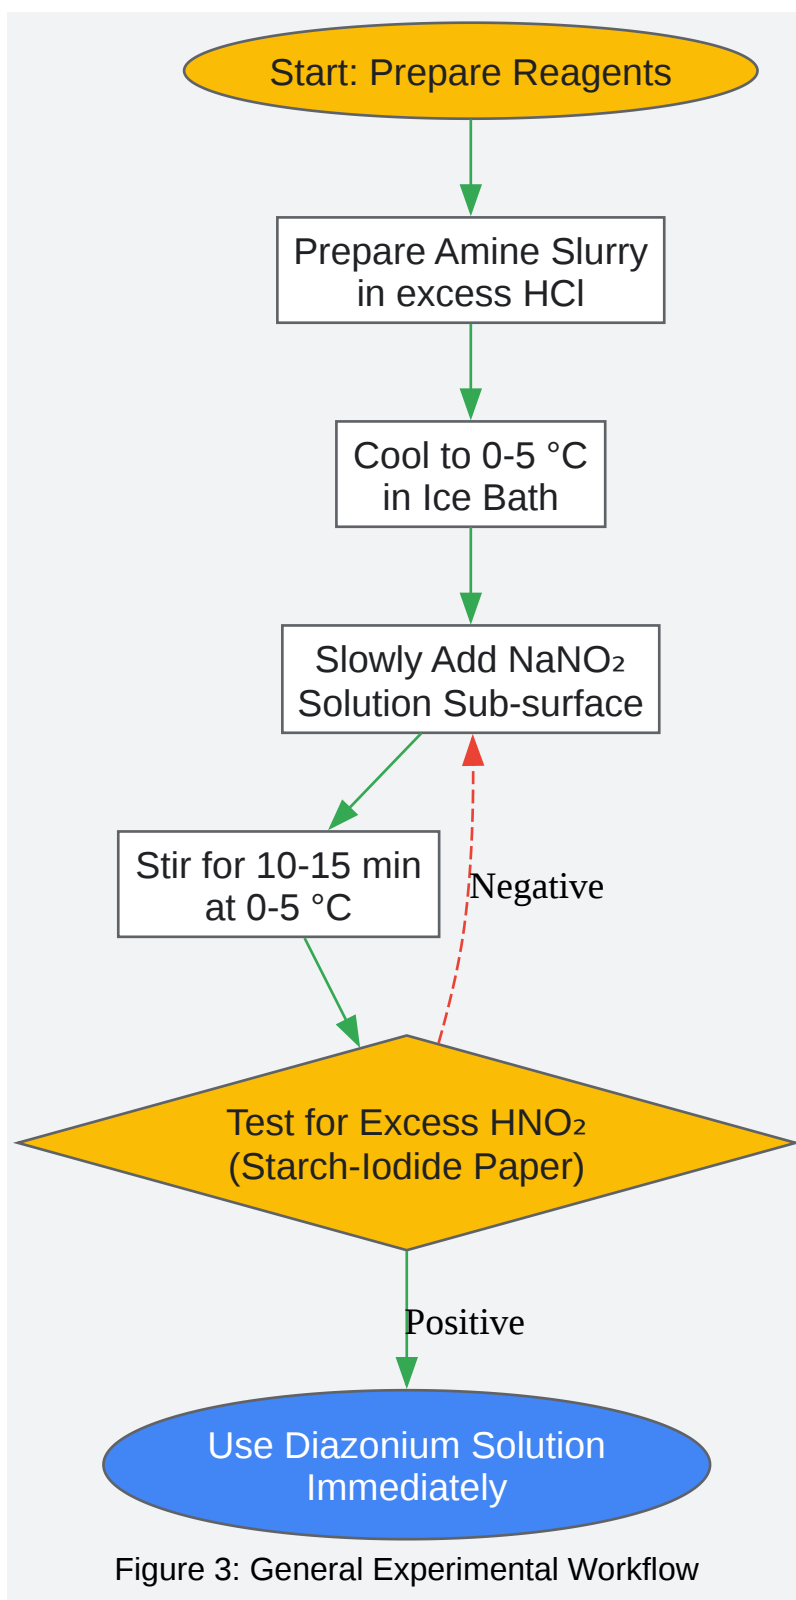 Start: Prepare Reagents
Prepare Amine Slurry
in excess HCl
Cool to 0-5 °C
in Ice Bath
Slowly Add NaNO₂
Solution Sub-surface
Stir for 10-15 min
at 0-5 °C
Negative
Test for Excess HNO₂
(Starch-Iodide Paper)
Positive
Use Diazonium Solution
Immediately
Figure 3: General Experimental Workflow